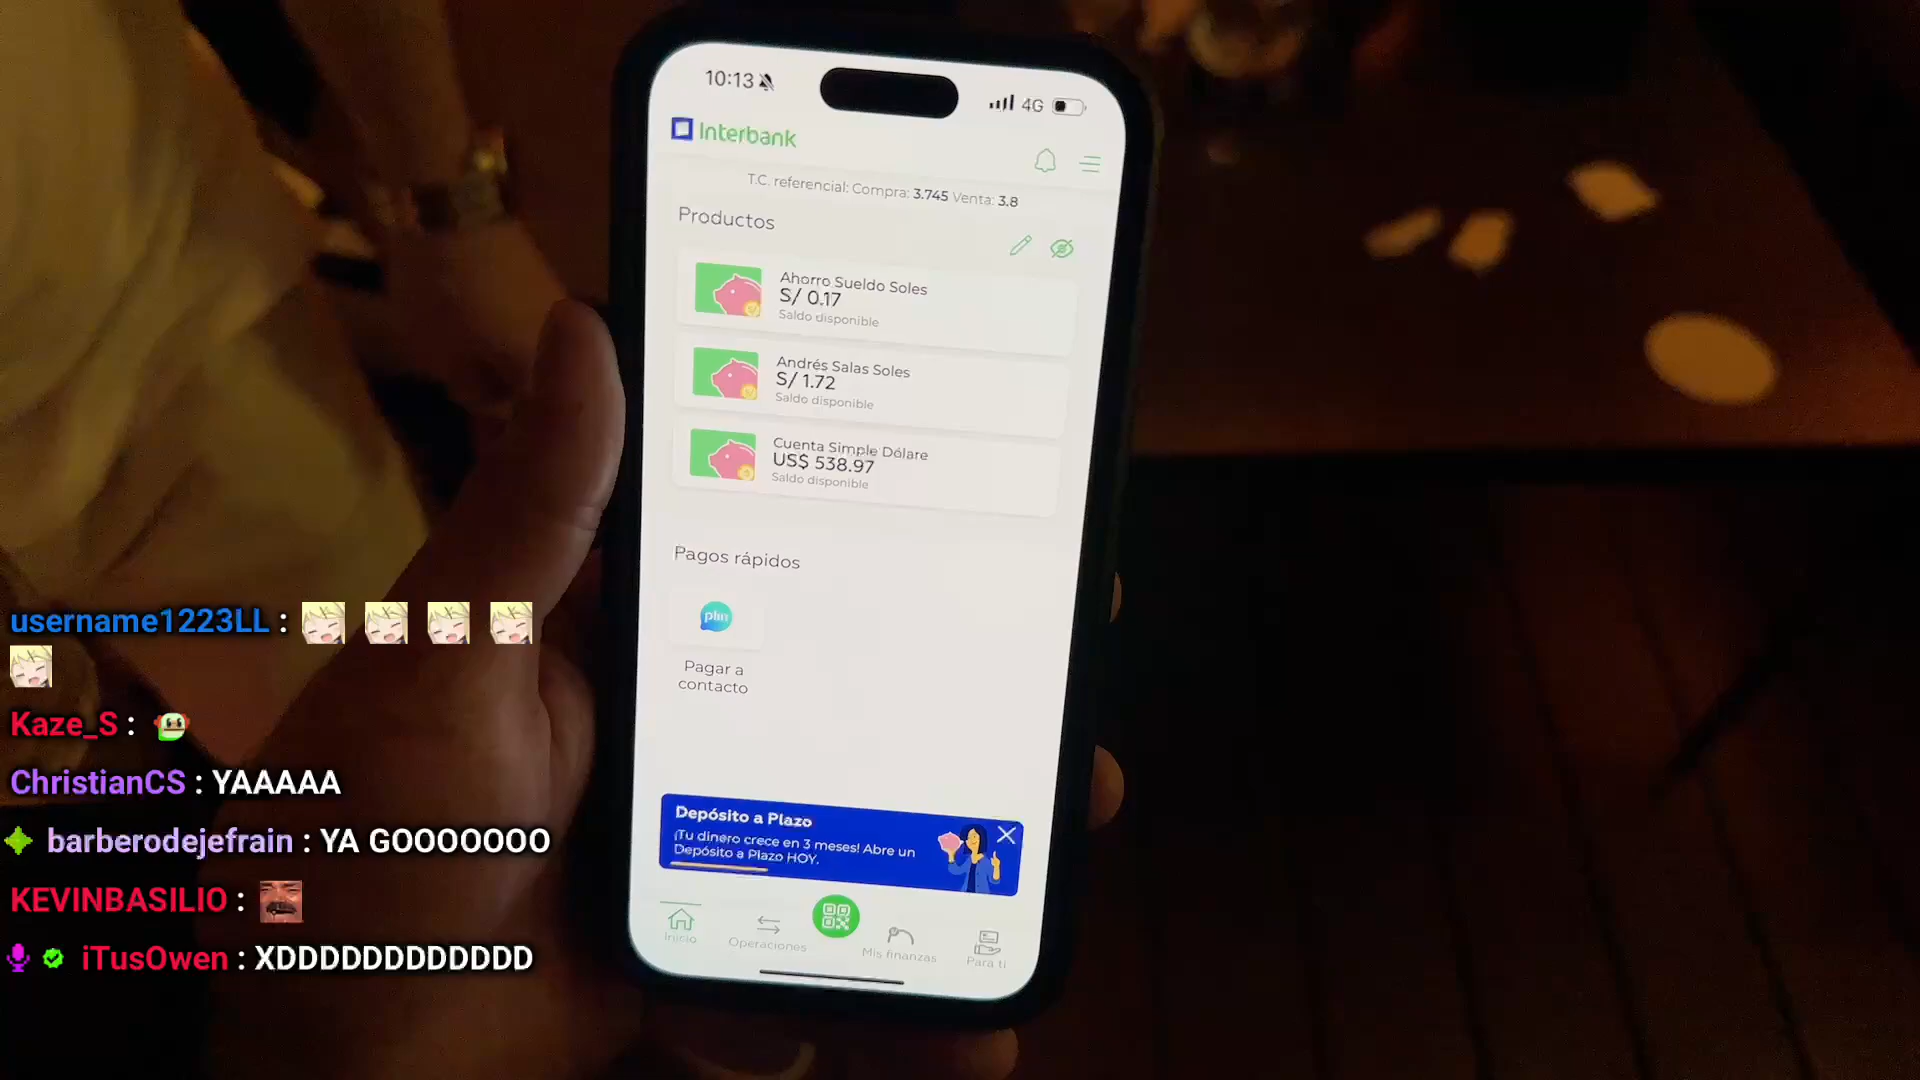 10:13
4G
Interbank
T.C. referencial: Compra: 3.745 Venta: 3.8
Productos
Ahorro Sueldo Soles
S/ 0.17
Saldo disponible
Andrés Salas Soles
S/ 1.72
Saldo disponible
Cuenta Simple Dólare
US$ 538.97
Saldo disponible
Pagos rápidos
plin
Pagar a
contacto
Depósito a Plazo
¡Tu dinero crece en 3 meses! Abre un
Depósito a Plazo HOY.
Inicio
Operaciones
Mis finanzas
Para ti
username1223LL :
Kaze_S :
ChristianCS : YAAAAA
barberodejefrain : YA GOOOOOOO
KEVINBASILIO :
iTusOwen : XDDDDDDDDDDDD